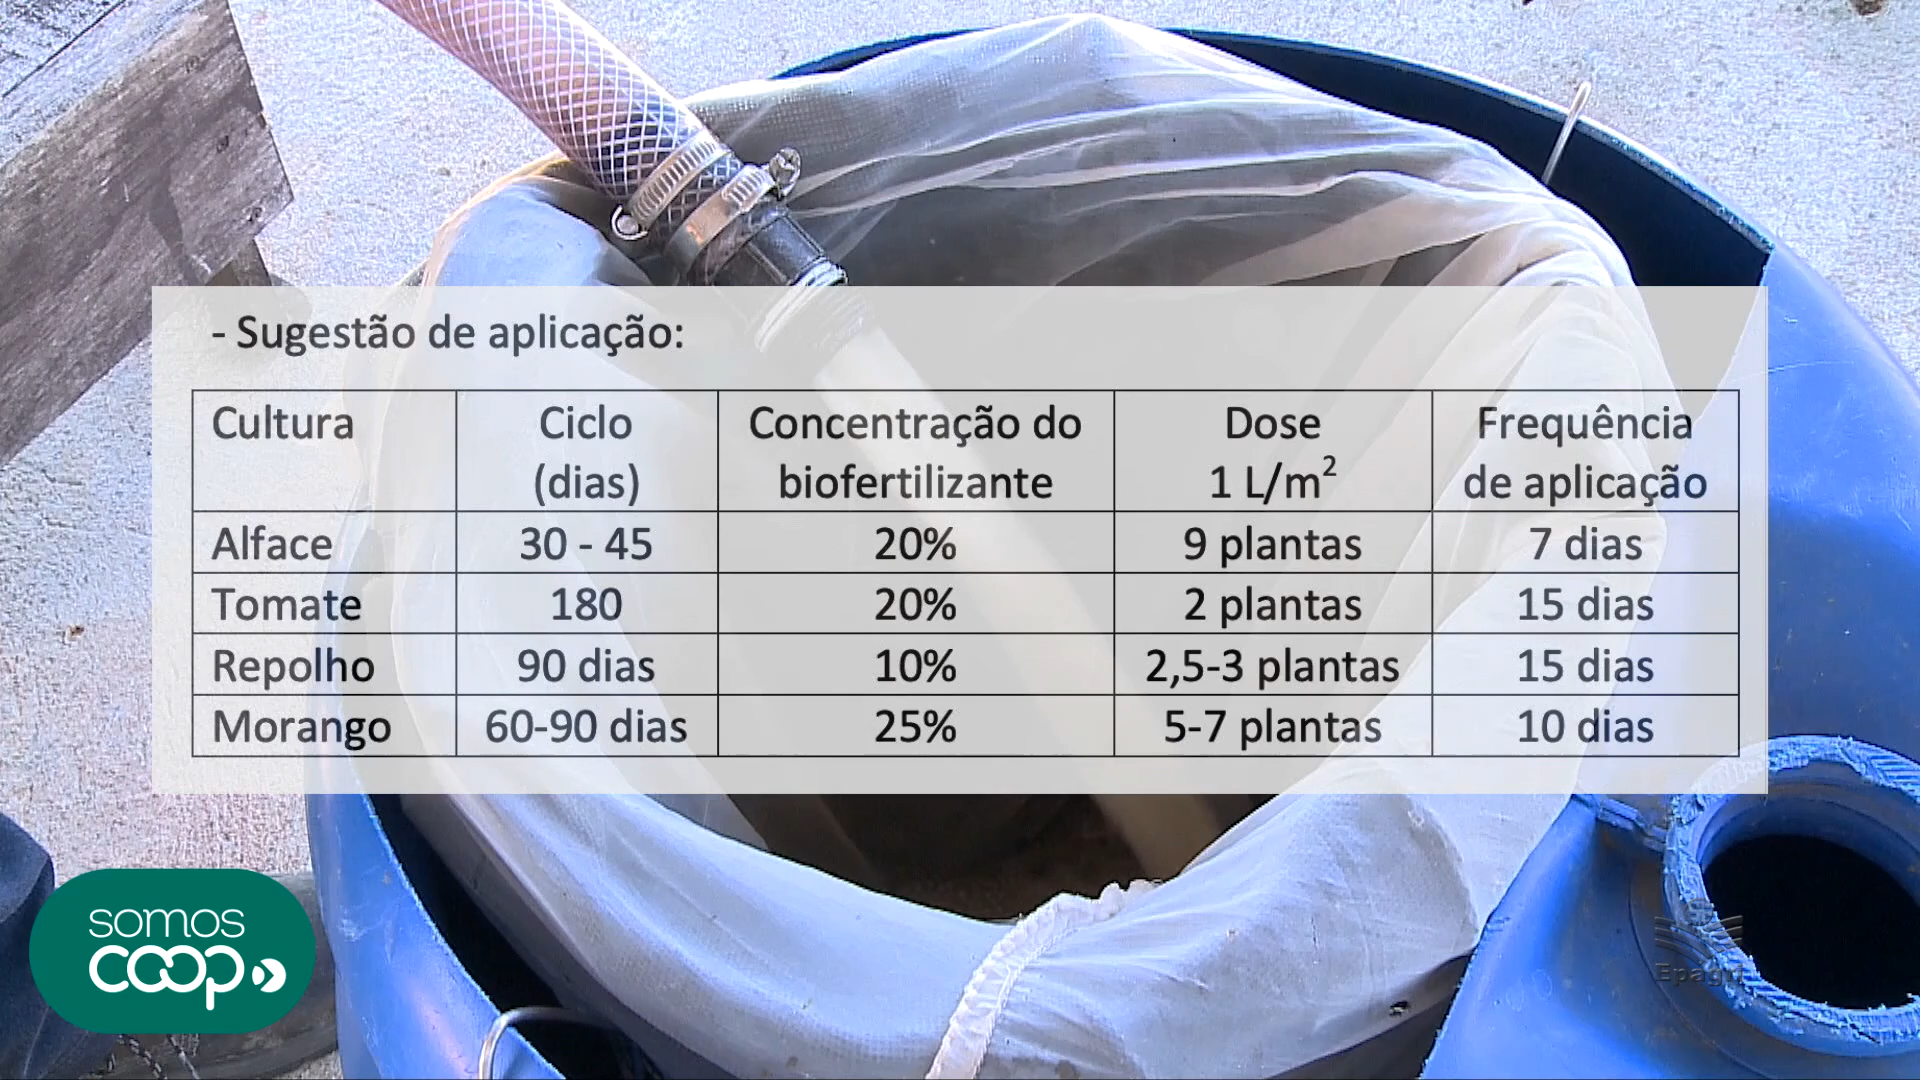 - Sugestão de aplicação:
Cultura Ciclo (dias) Concentração do biofertilizante Dose 1 L/m² Frequência de aplicação
Alface 30 - 45 20% 9 plantas 7 dias
Tomate 180 20% 2 plantas 15 dias
Repolho 90 dias 10% 2,5-3 plantas 15 dias
Morango 60-90 dias 25% 5-7 plantas 10 dias
somos
coop
Epagri